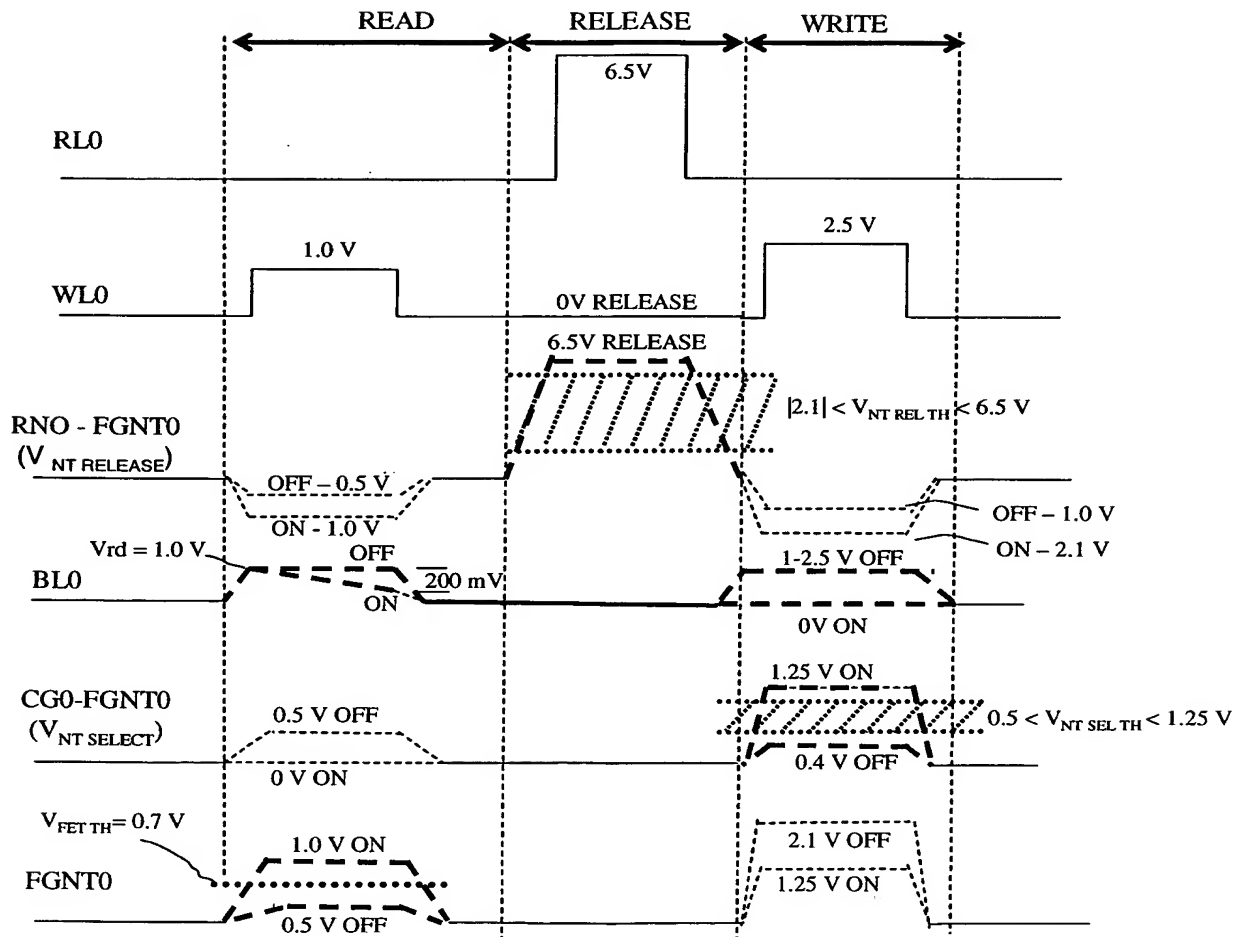 READ RELEASE WRITE
6.5V
RL0
1.0 V
2.5 V
WL0
0V RELEASE
6.5V RELEASE
|2.1| < V NT REL TH < 6.5 V
RNO - FGNT0
(V NT RELEASE)
OFF – 0.5 V
ON - 1.0 V
OFF – 1.0 V
ON – 2.1 V
Vrd = 1.0 V
OFF
1-2.5 V OFF
BL0
200 mV
ON
0V ON
1.25 V ON
CG0-FGNT0
(V NT SELECT)
0.5 V OFF
0.5 < V NT SEL TH < 1.25 V
0 V ON
0.4 V OFF
V FET TH = 0.7 V
1.0 V ON
2.1 V OFF
FGNT0
1.25 V ON
0.5 V OFF